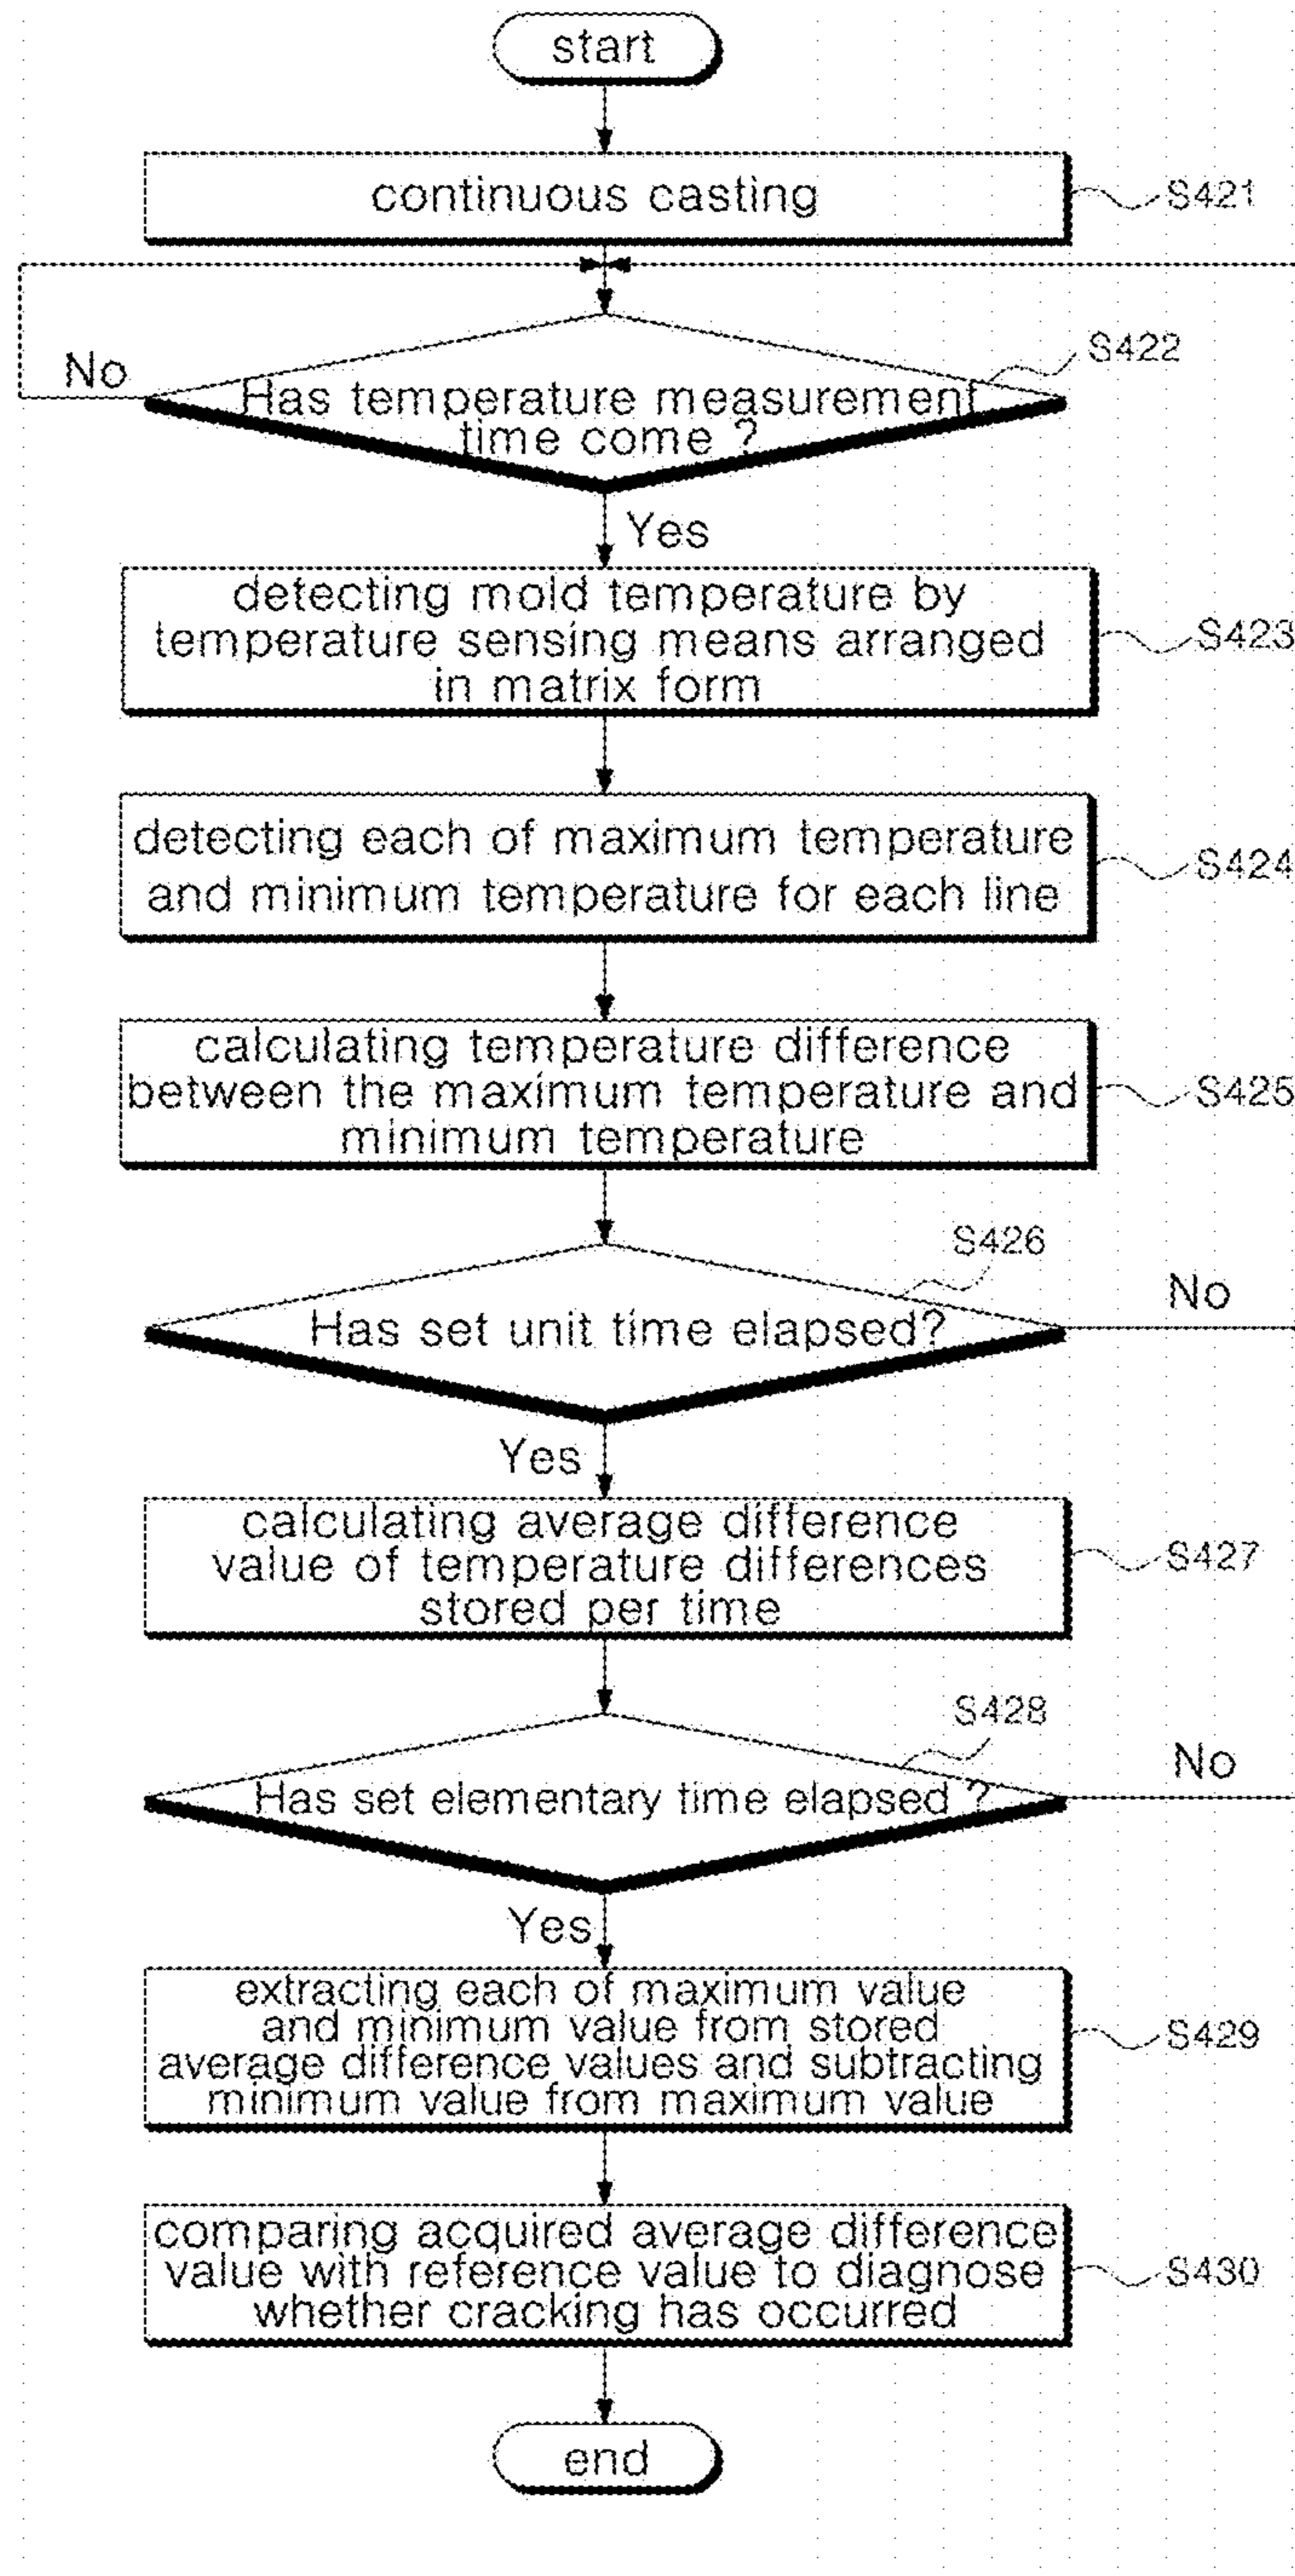 start
continuous casting
S421
S422
No
Has temperature measurement
time come ?
Yes
detecting mold temperature by
temperature sensing means arranged
in matrix form
S423
detecting each of maximum temperature
and minimum temperature for each line
S424
calculating temperature difference
between the maximum temperature and
minimum temperature
S425
S426
No
Has set unit time elapsed?
Yes
calculating average difference
value of temperature differences
stored per time
S427
S428
No
Has set elementary time elapsed ?
Yes
extracting each of maximum value
and minimum value from stored
average difference values and subtracting
minimum value from maximum value
S429
comparing acquired average difference
value with reference value to diagnose
whether cracking has occurred
S430
end